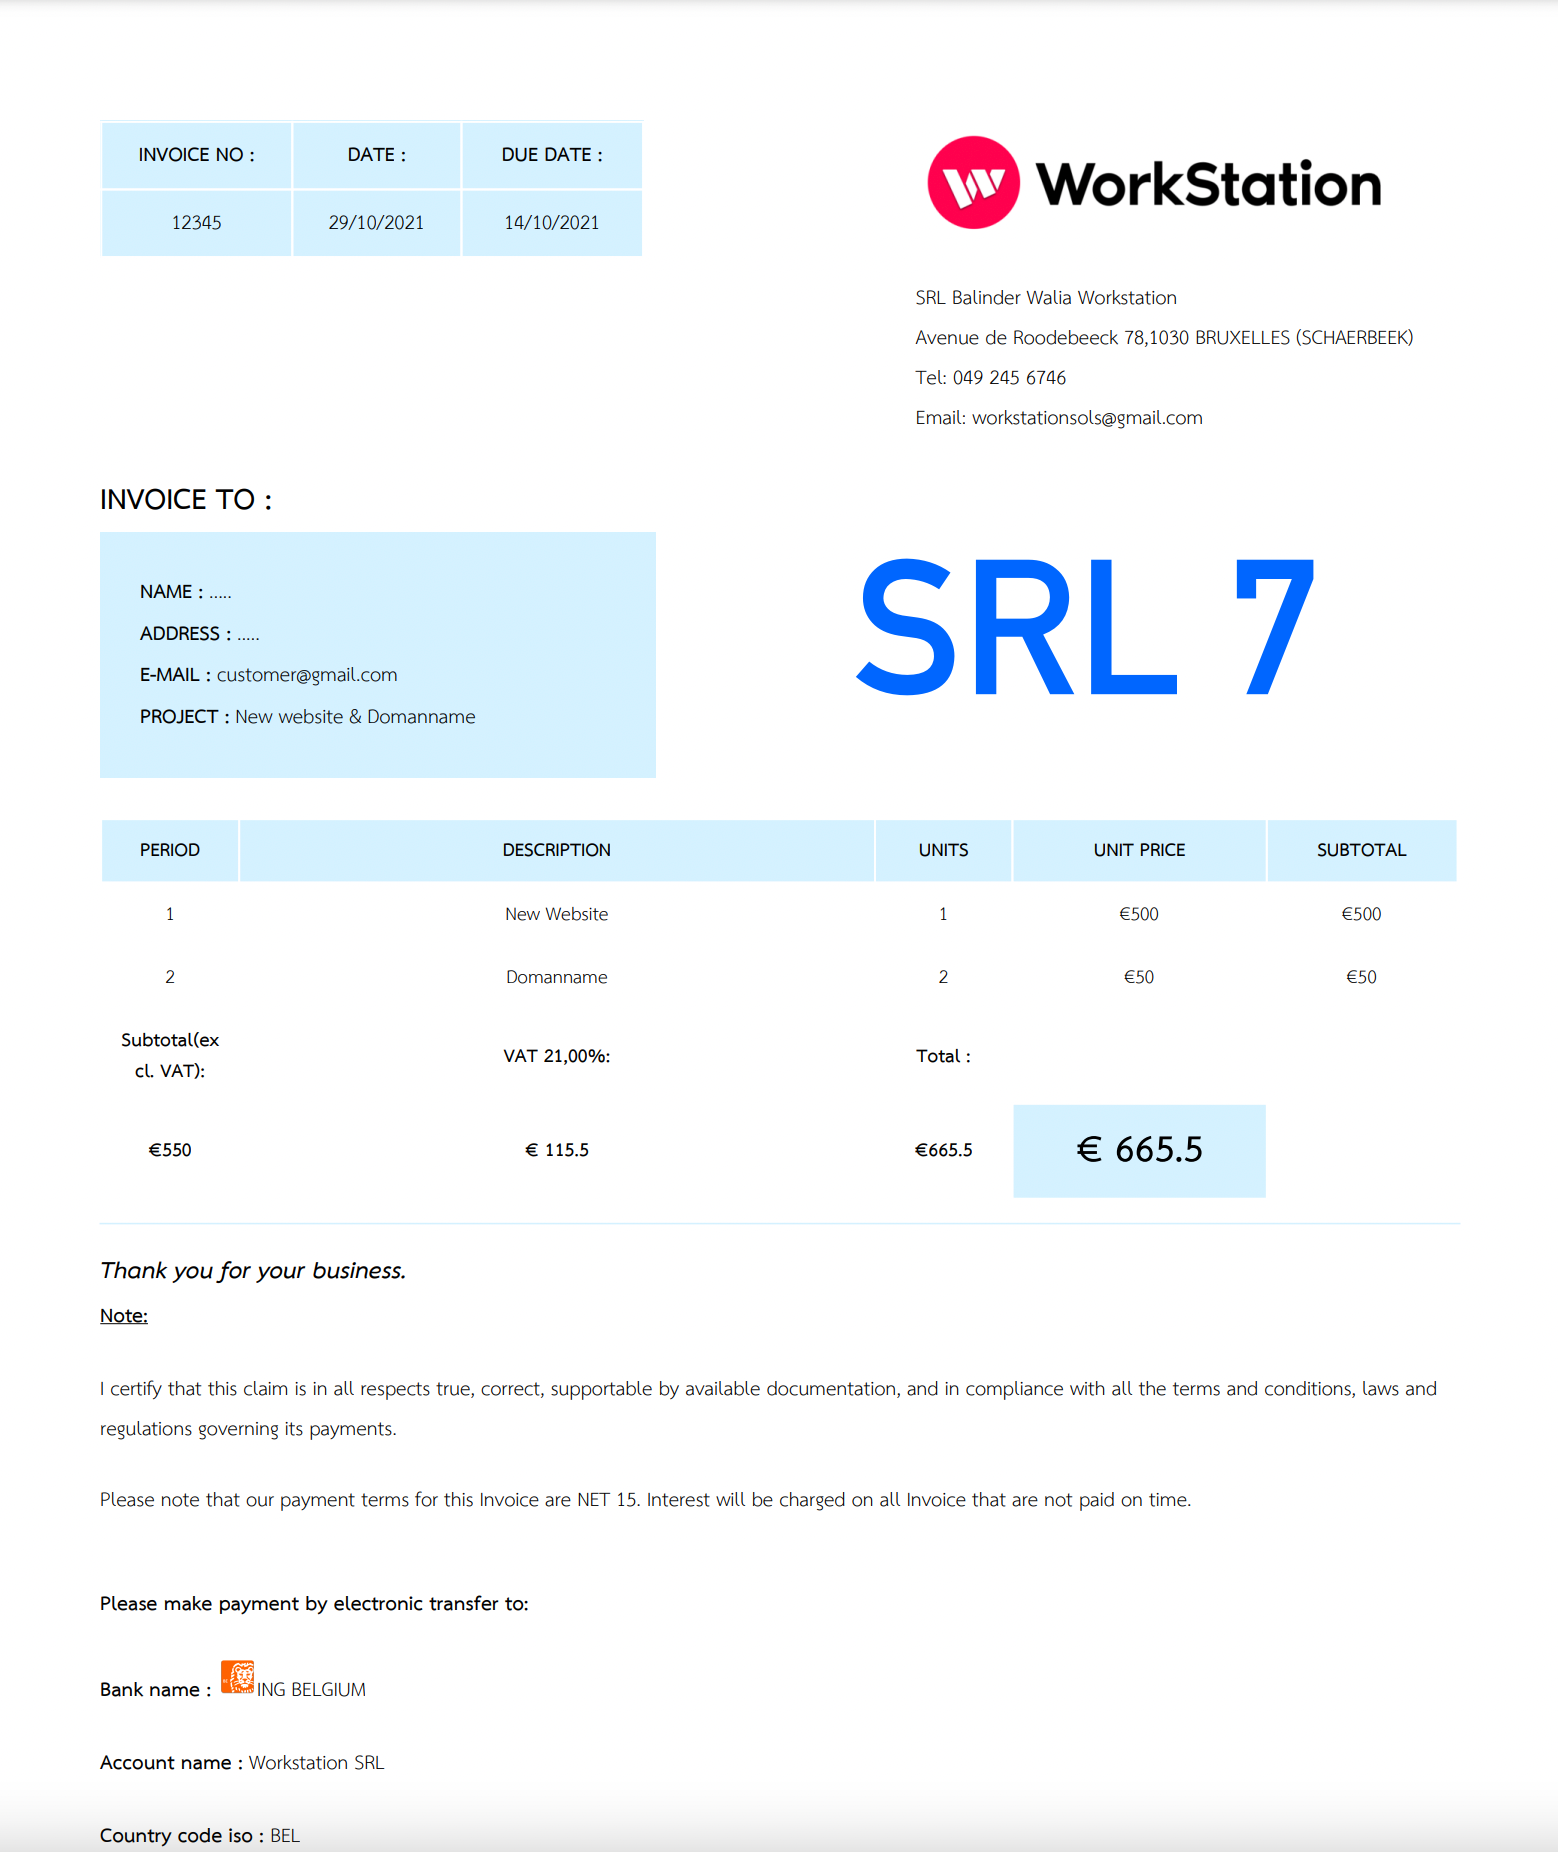 INVOICE NO : DATE : DUE DATE :
12345 29/10/2021 14/10/2021
WorkStation
SRL Balinder Walia Workstation
Avenue de Roodebeeck 78,1030 BRUXELLES (SCHAERBEEK)
Tel: 049 245 6746
Email: workstationsols@gmail.com
INVOICE TO :
NAME : .....
ADDRESS : .....
E-MAIL : customer@gmail.com
PROJECT : New website & Domanname
SRL 7
PERIOD DESCRIPTION UNITS UNIT PRICE SUBTOTAL
1 New Website 1 €500 €500
2 Domanname 2 €50 €50
Subtotal(ex
cl. VAT): VAT 21,00%: Total :
€550 € 115.5 €665.5 € 665.5
Thank you for your business.
Note:
I certify that this claim is in all respects true, correct, supportable by available documentation, and in compliance with all the terms and conditions, laws and
regulations governing its payments.
Please note that our payment terms for this Invoice are NET 15. Interest will be charged on all Invoice that are not paid on time.
Please make payment by electronic transfer to:
Bank name : ING BELGIUM
Account name : Workstation SRL
Country code iso : BEL